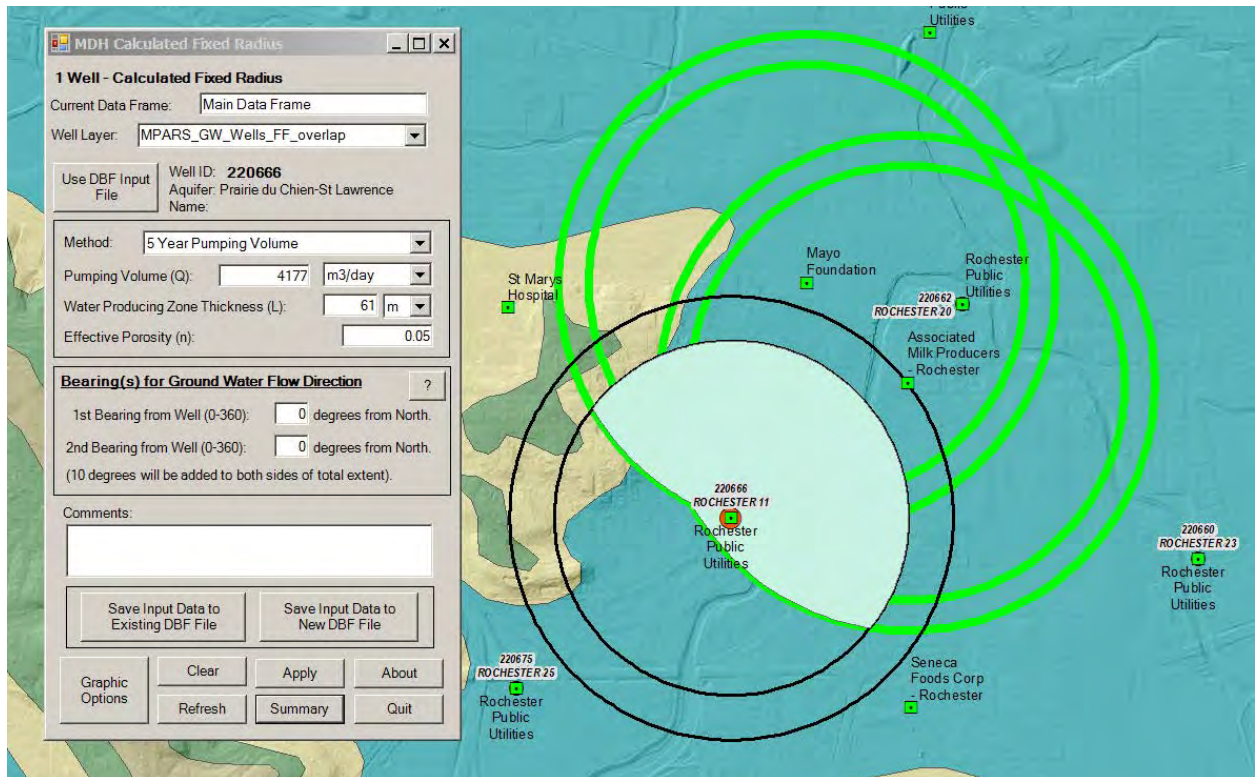 MDH Calculated Fixed Radius
1 Well - Calculated Fixed Radius
Current Data Frame: Main Data Frame
Well Layer: MPARS_GW_Wells_FF_overlap
Use DBF Input
File
Well ID: 220666
Aquifer: Prairie du Chien-St Lawrence
Name:
Method: 5 Year Pumping Volume
Pumping Volume (Q): 4177 m3/day
Water Producing Zone Thickness (L): 61 m
Effective Porosity (n): 0.05
Bearing(s) for Ground Water Flow Direction ?
1st Bearing from Well (0-360): 0 degrees from North.
2nd Bearing from Well (0-360): 0 degrees from North.
(10 degrees will be added to both sides of total extent).
Comments:
Save Input Data to
Existing DBF File
Save Input Data to
New DBF File
Graphic
Options
Clear
Apply
About
Refresh
Summary
Quit
Public
Utilities
St Marys
Hospital
Mayo
Foundation
Rochester
Public
Utilities
220662
ROCHESTER 20
Associated
Milk Producers
- Rochester
220666
ROCHESTER 11
Rochester
Public
Utilities
220660
ROCHESTER 23
Rochester
Public
Utilities
220675
ROCHESTER 25
Rochester
Public
Utilities
Seneca
Foods Corp
- Rochester